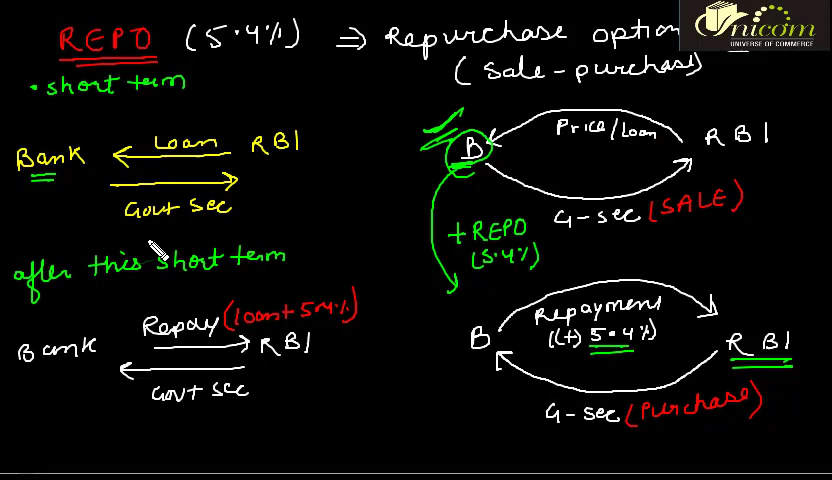 REPO (5.4%) ⇒ Repurchase option
(Sale-purchase)
Unicom
UNIVERSE OF COMMERCE
• short term
Bank Loan RBI
Govt Sec
after this short term
Bank Repay (Loan + 5.4%) RBI
Govt Sec
B Price/Loan RBI
G-sec (SALE)
+ REPO
(5.4%)
B Repayment RBI
((+) 5.4%)
G-sec (Purchase)